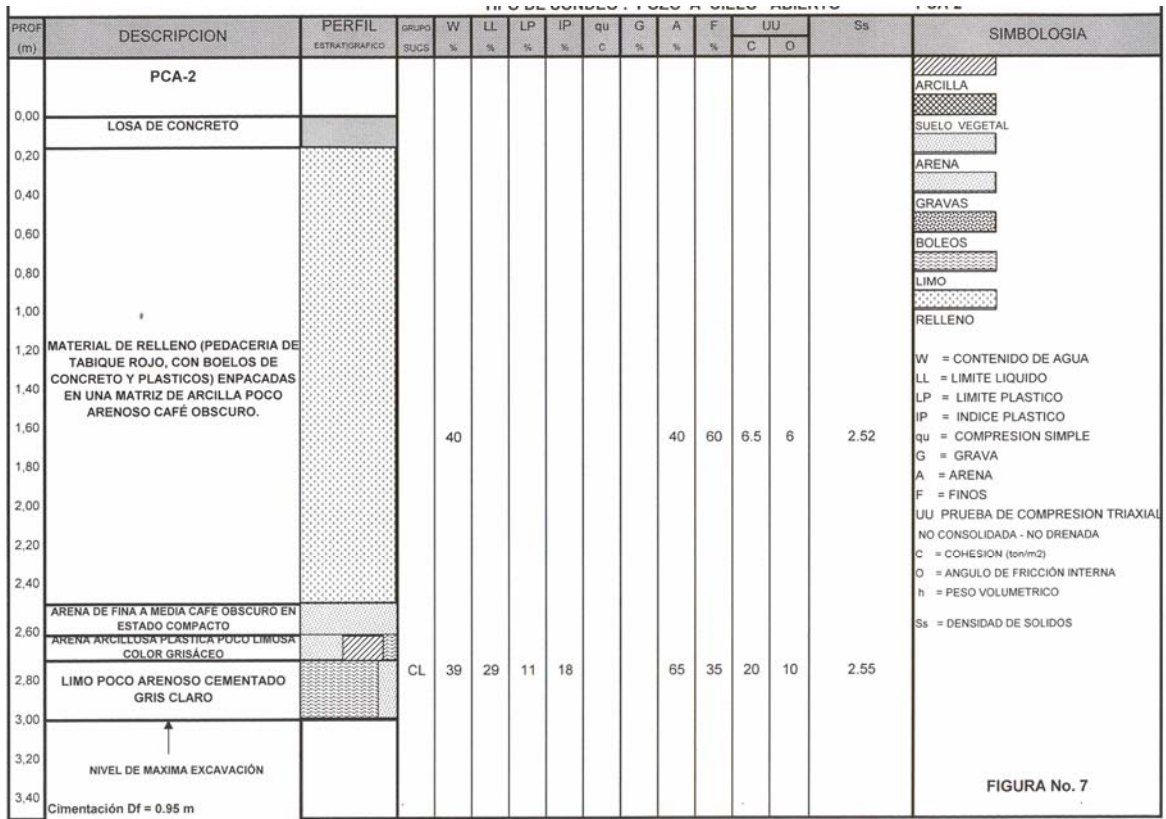 TIPO DE SONDEO : POZO A CIELO ABIERTO PCA-2
PROF (m)
DESCRIPCION
PERFIL
ESTRATIGRAFICO
GRUPO SUCS
W %
LL %
LP %
IP %
qu C
G %
A %
F %
UU
C O
Ss
SIMBOLOGIA
PCA-2
0,00
LOSA DE CONCRETO
0,20
0,40
0,60
0,80
1,00
1,20
1,40
1,60
1,80
2,00
2,20
2,40
2,60
2,80
3,00
3,20
3,40
MATERIAL DE RELLENO (PEDACERIA DE
TABIQUE ROJO, CON BOELOS DE
CONCRETO Y PLASTICOS) ENPACADAS
EN UNA MATRIZ DE ARCILLA POCO
ARENOSO CAFÉ OBSCURO.
40 40 60 6.5 6 2.52
ARENA DE FINA A MEDIA CAFÉ OBSCURO EN
ESTADO COMPACTO
ARENA ARCILLOSA PLASTICA POCO LIMOSA
COLOR GRISÁCEO
LIMO POCO ARENOSO CEMENTADO
GRIS CLARO
CL 39 29 11 18 65 35 20 10 2.55
NIVEL DE MAXIMA EXCAVACIÓN
Cimentación Df = 0.95 m
ARCILLA
SUELO VEGETAL
ARENA
GRAVAS
BOLEOS
LIMO
RELLENO
W = CONTENIDO DE AGUA
LL = LIMITE LIQUIDO
LP = LIMITE PLASTICO
IP = INDICE PLASTICO
qu = COMPRESION SIMPLE
G = GRAVA
A = ARENA
F = FINOS
UU PRUEBA DE COMPRESION TRIAXIAL
NO CONSOLIDADA - NO DRENADA
C = COHESION (ton/m2)
O = ANGULO DE FRICCIÓN INTERNA
h = PESO VOLUMETRICO
Ss = DENSIDAD DE SOLIDOS
FIGURA No. 7